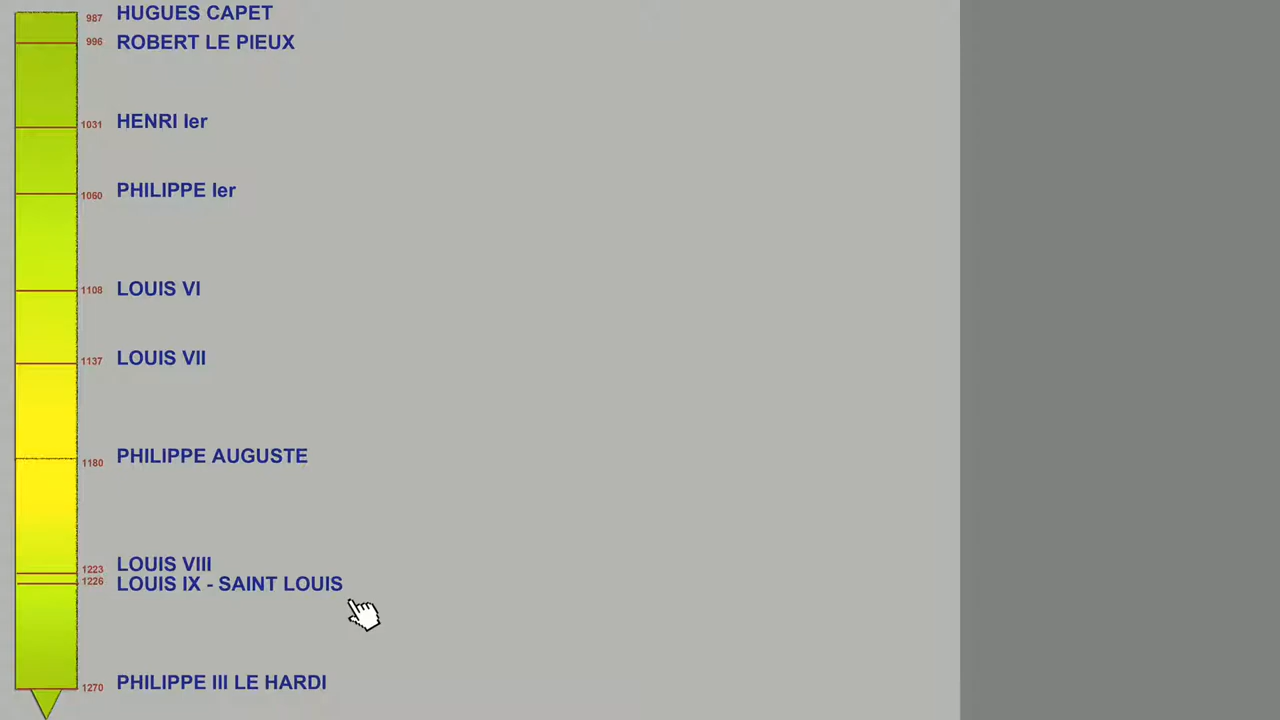 987 HUGUES CAPET
996 ROBERT LE PIEUX
1031 HENRI Ier
1060 PHILIPPE Ier
1108 LOUIS VI
1137 LOUIS VII
1180 PHILIPPE AUGUSTE
1223 LOUIS VIII
1226 LOUIS IX - SAINT LOUIS
1270 PHILIPPE III LE HARDI